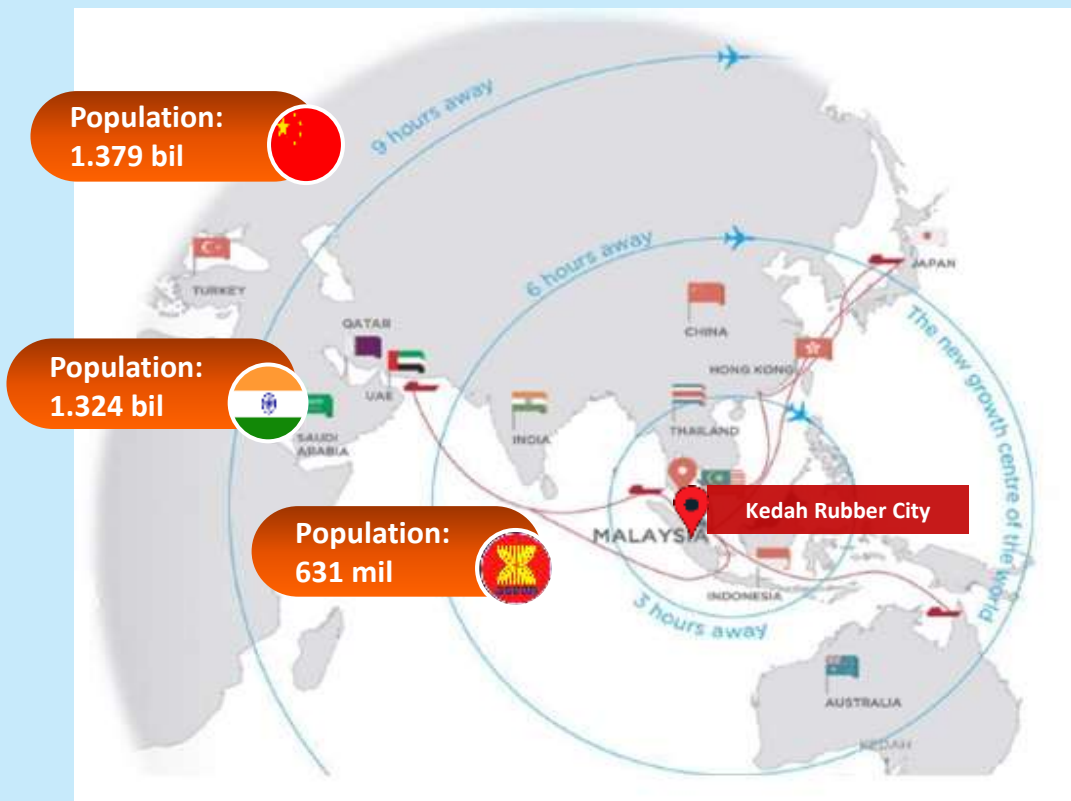 9 hours away
Population:
1.379 bil
6 hours away
JAPAN
TURKEY
CHINA
QATAR
The new growth centre of the world
Population:
1.324 bil
HONG KONG
UAE
THAILAND
INDIA
SAUDI
ARABIA
Kedah Rubber City
MALAYSIA
Population:
631 mil
INDONESIA
3 hours away
AUSTRALIA
KEDAH